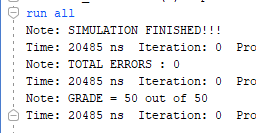 run all
Note: SIMULATION FINISHED!!!
Time: 20485 ns Iteration: 0 Pro
Note: TOTAL ERRORS : 0
Time: 20485 ns Iteration: 0 Pro
Note: GRADE = 50 out of 50
Time: 20485 ns Iteration: 0 Pro